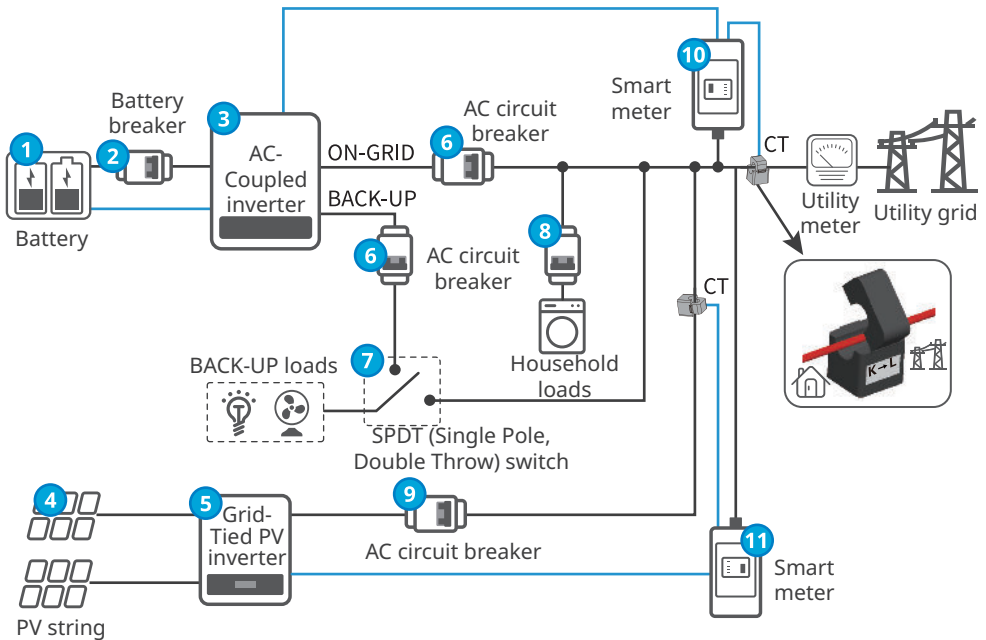 10
Smart
meter
Battery
breaker
3
AC circuit
breaker
CT
1
2
AC-
Coupled
inverter
ON-GRID
6
BACK-UP
Utility
meter
Utility grid
Battery
6
AC circuit
breaker
8
CT
7
BACK-UP loads
Household
loads
K→L
SPDT (Single Pole,
Double Throw) switch
4
5
Grid-
Tied PV
inverter
9
AC circuit breaker
11
Smart
meter
PV string